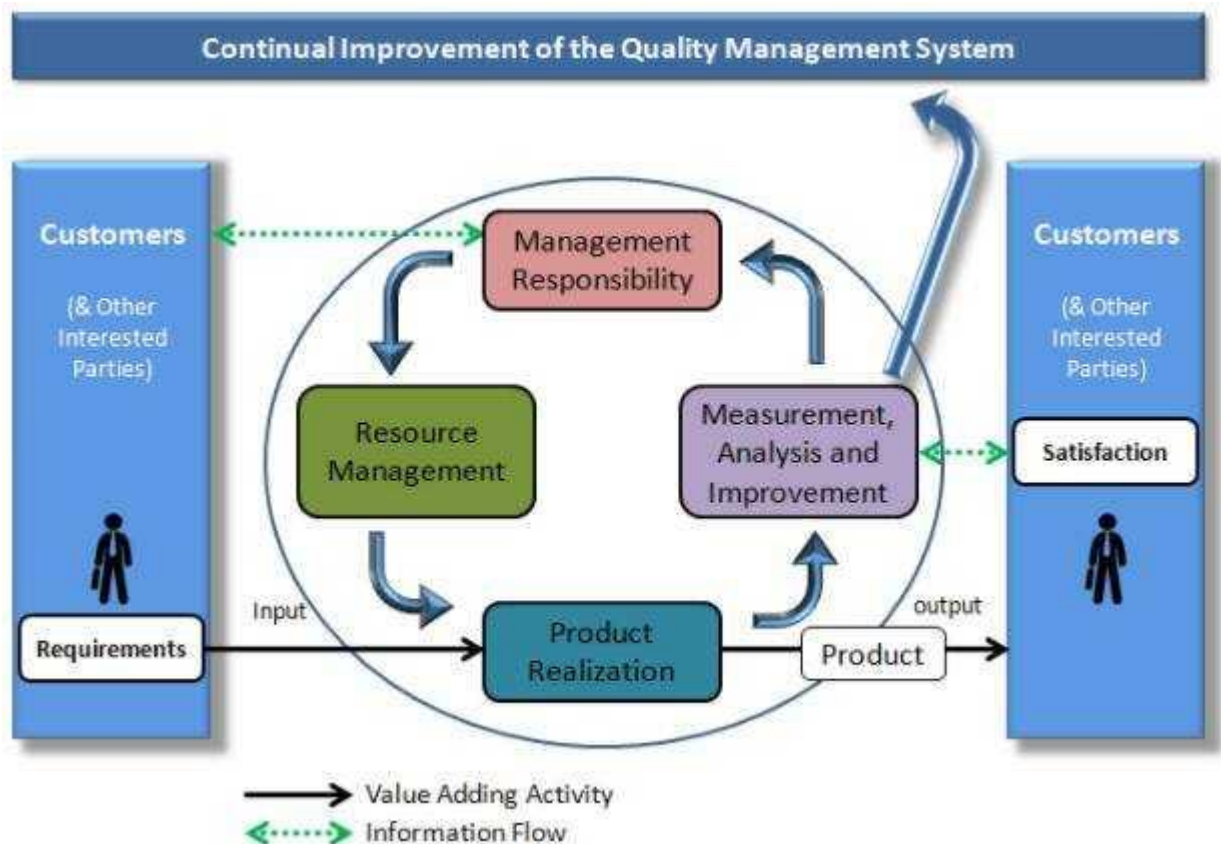 Continual Improvement of the Quality Management System
Customers
(& Other
Interested
Parties)
Requirements
Input
Management
Responsibility
Resource
Management
Measurement,
Analysis and
Improvement
Product
Realization
Product
output
Customers
(& Other
Interested
Parties)
Satisfaction
Value Adding Activity
Information Flow